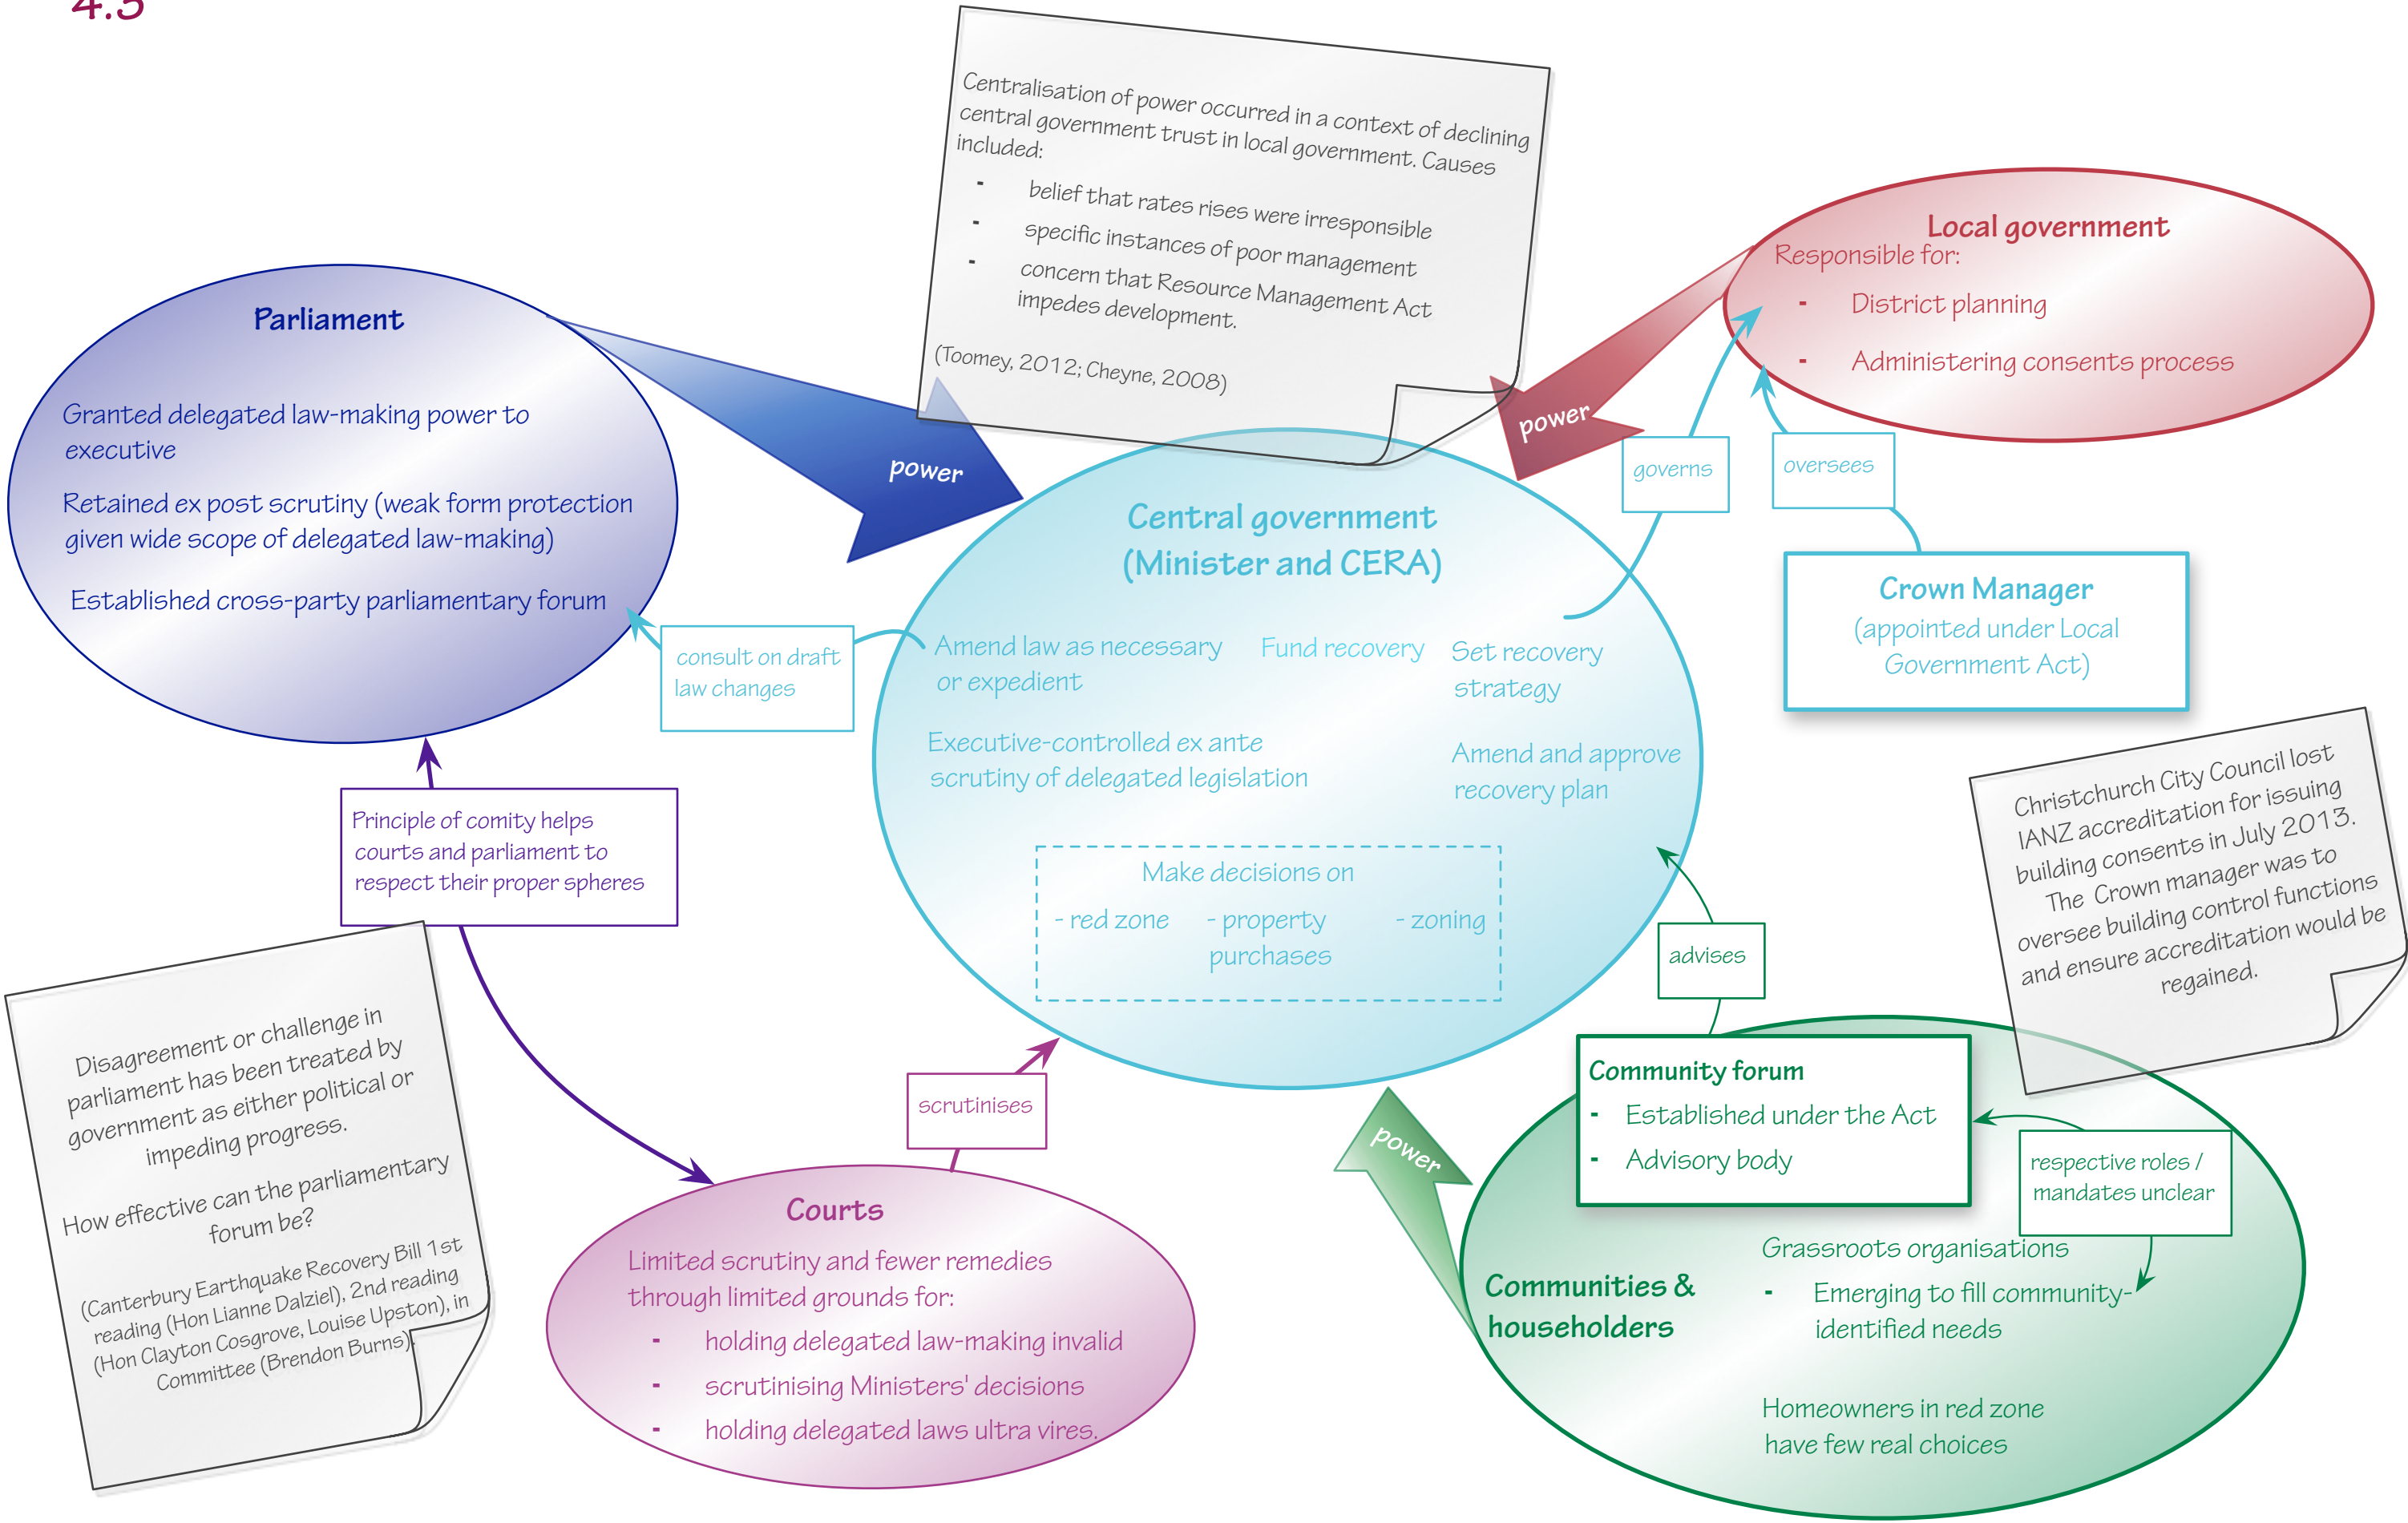 4.3
Centralisation of power occurred in a context of declining
central government trust in local government. Causes
included:
- belief that rates rises were irresponsible
- specific instances of poor management
- concern that Resource Management Act
impedes development.
(Toomey, 2012; Cheyne, 2008)
Local government
Responsible for:
- District planning
- Administering consents process
Parliament
Granted delegated law-making power to
executive
Retained ex post scrutiny (weak form protection
given wide scope of delegated law-making)
Established cross-party parliamentary forum
power
power
governs
oversees
Central government
(Minister and CERA)
Crown Manager
(appointed under Local
Government Act)
consult on draft
law changes
Amend law as necessary
or expedient
Fund recovery
Set recovery
strategy
Executive-controlled ex ante
scrutiny of delegated legislation
Amend and approve
recovery plan
Make decisions on
- red zone
- property
purchases
- zoning
Christchurch City Council lost
IANZ accreditation for issuing
building consents in July 2013.
The Crown manager was to
oversee building control functions
and ensure accreditation would be
regained.
Principle of comity helps
courts and parliament to
respect their proper spheres
advises
Disagreement or challenge in
parliament has been treated by
government as either political or
impeding progress.
How effective can the parliamentary
forum be?
(Canterbury Earthquake Recovery Bill 1st
reading (Hon Lianne Dalziel), 2nd reading
(Hon Clayton Cosgrove, Louise Upston), in
Committee (Brendon Burns).
scrutinises
power
Community forum
- Established under the Act
- Advisory body
respective roles /
mandates unclear
Courts
Limited scrutiny and fewer remedies
through limited grounds for:
- holding delegated law-making invalid
- scrutinising Ministers' decisions
- holding delegated laws ultra vires.
Communities &
householders
Grassroots organisations
- Emerging to fill community-
identified needs
Homeowners in red zone
have few real choices